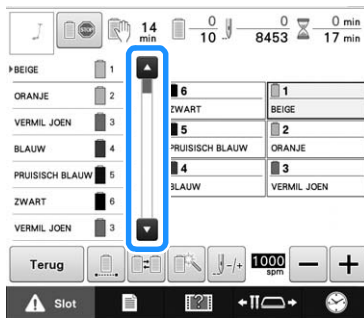 14 min
0 10
0 8453
0 min 17 min
BEIGE 1
ORANJE 2
VERMIL JOEN 3
BLAUW 4
PRUISISCH BLAUW 5
ZWART 6
VERMIL JOEN 3
6 ZWART
1 BEIGE
5 PRUISISCH BLAUW
2 ORANJE
4 BLAUW
3 VERMIL JOEN
Terug
-/+
1000 spm
− +
Slot